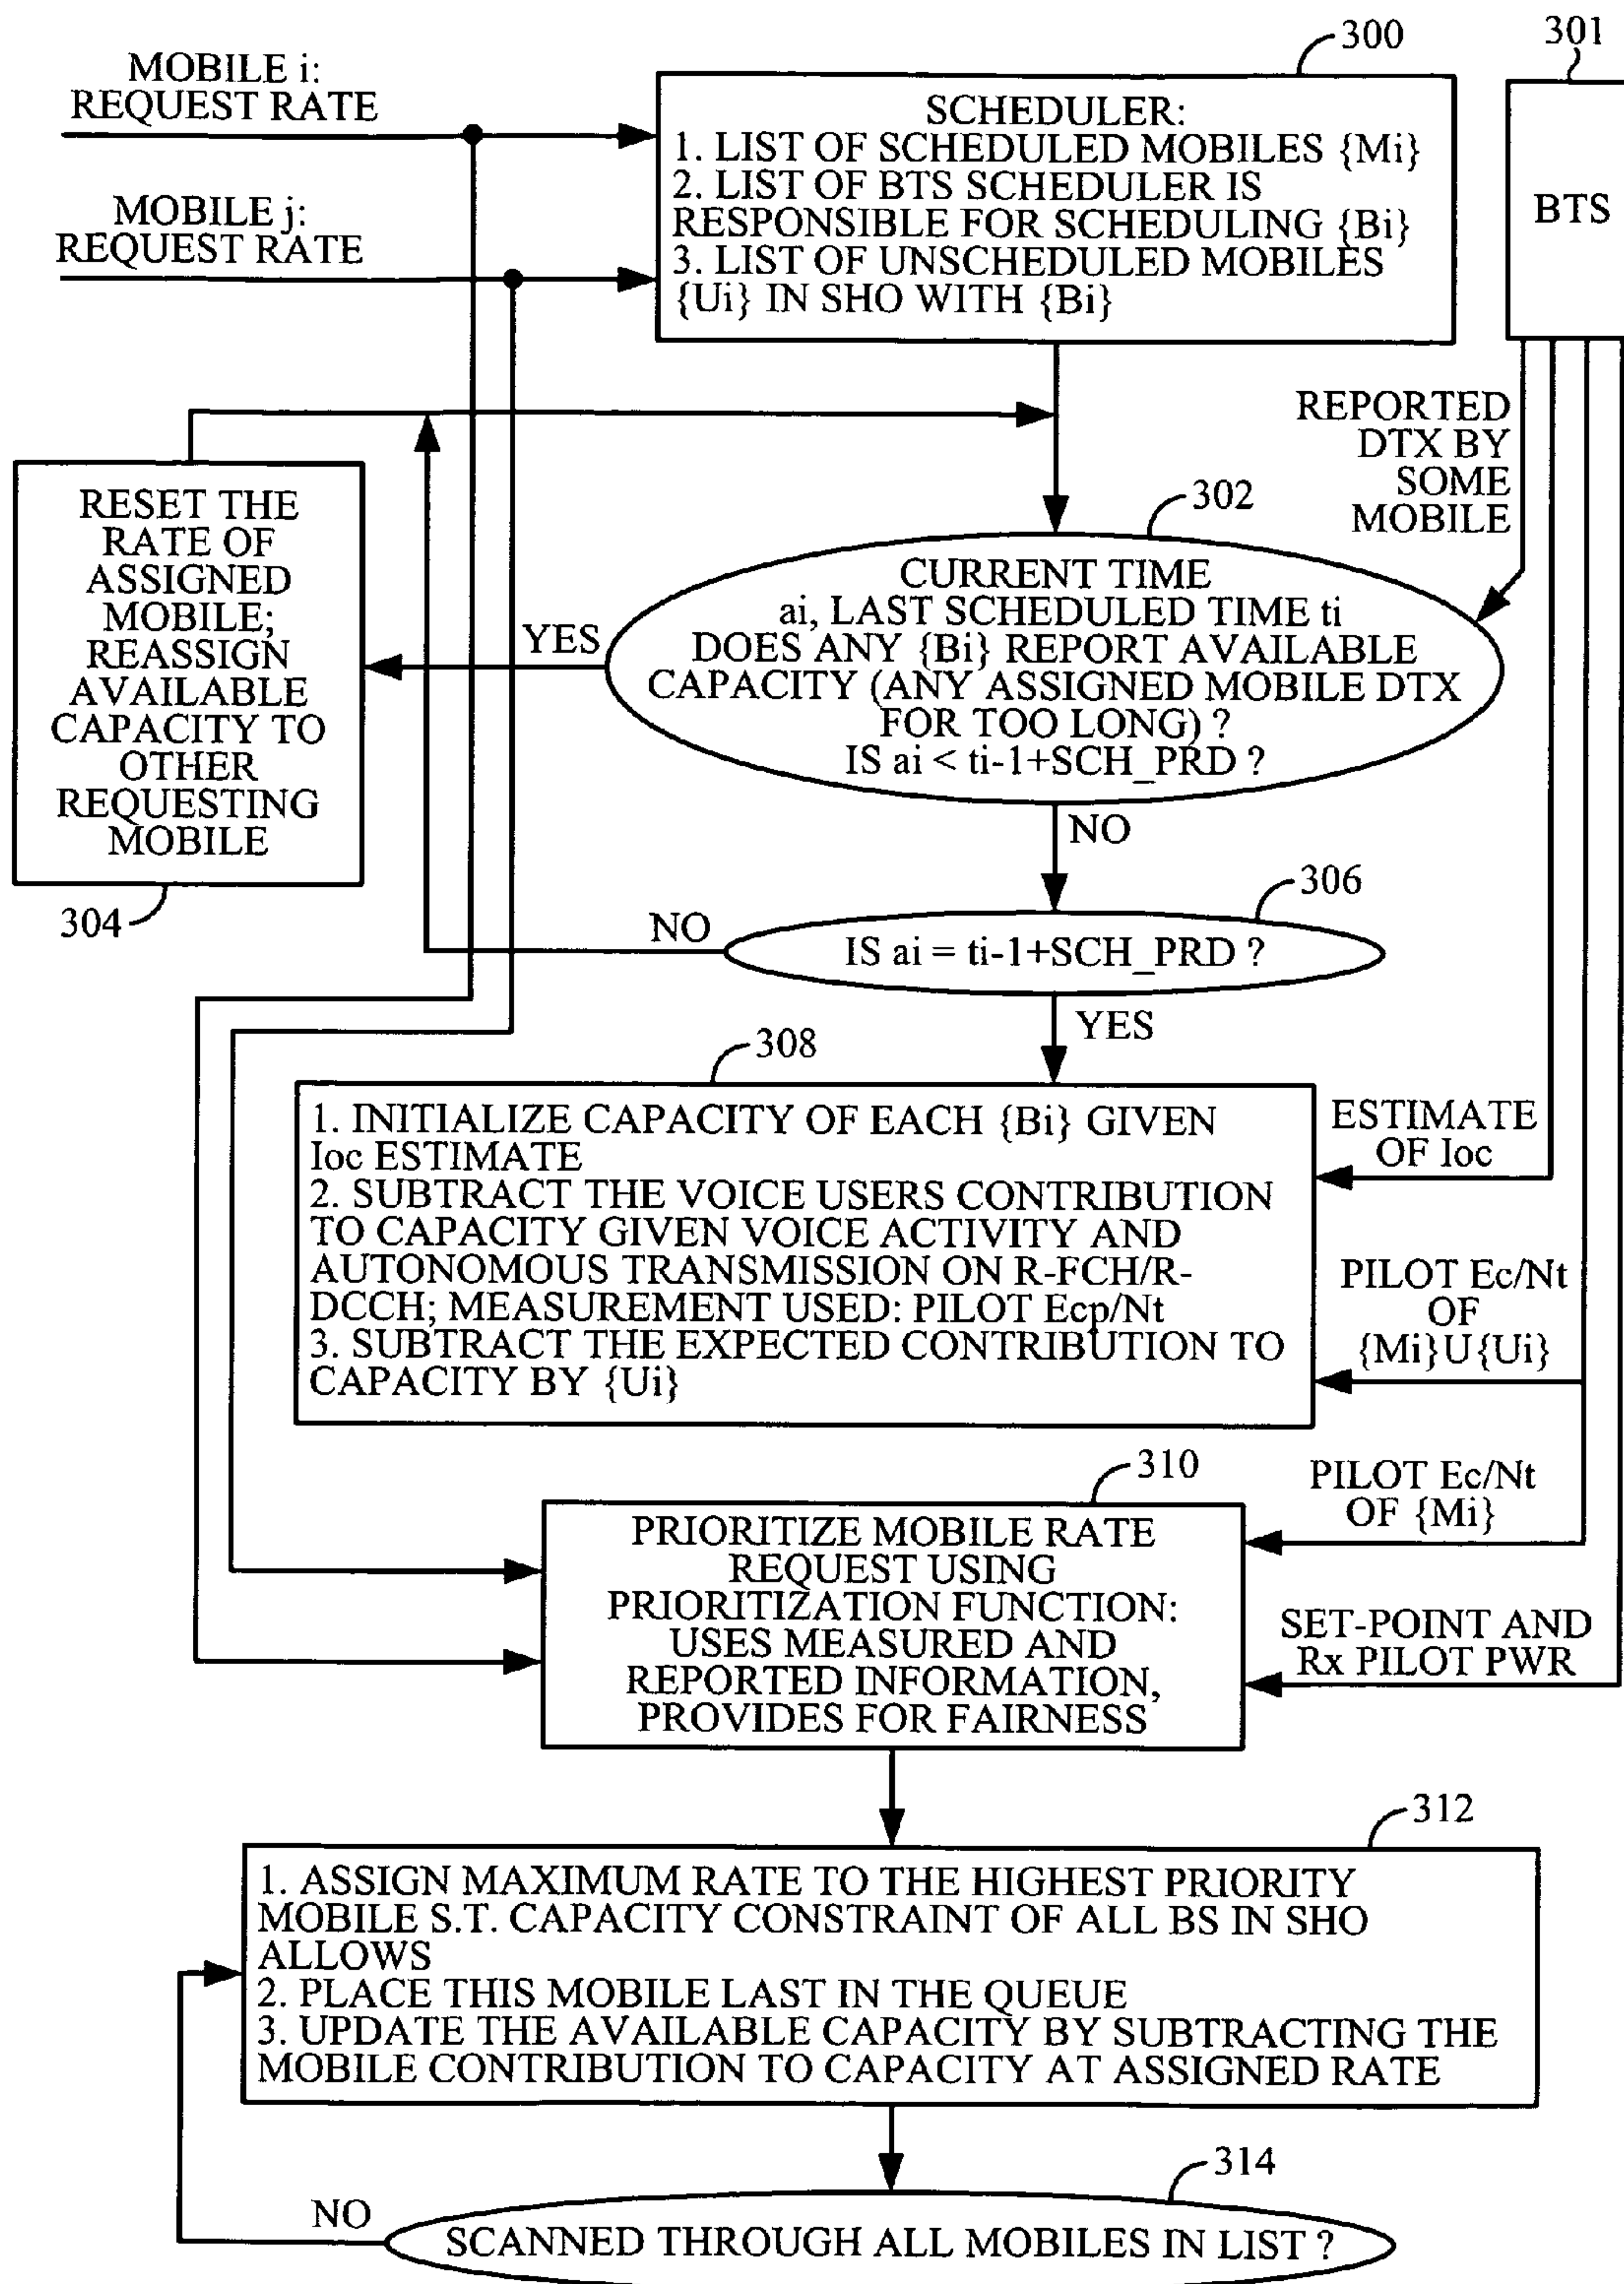 300
301
MOBILE i:
REQUEST RATE
MOBILE j:
REQUEST RATE
SCHEDULER:
1. LIST OF SCHEDULED MOBILES {Mi}
2. LIST OF BTS SCHEDULER IS
RESPONSIBLE FOR SCHEDULING {Bi}
3. LIST OF UNSCHEDULED MOBILES
{Ui} IN SHO WITH {Bi}
BTS
REPORTED
DTX BY
SOME
MOBILE
302
CURRENT TIME
ai, LAST SCHEDULED TIME ti
DOES ANY {Bi} REPORT AVAILABLE
CAPACITY (ANY ASSIGNED MOBILE DTX
FOR TOO LONG) ?
IS ai < ti-1+SCH_PRD ?
YES
RESET THE
RATE OF
ASSIGNED
MOBILE;
REASSIGN
AVAILABLE
CAPACITY TO
OTHER
REQUESTING
MOBILE
304
NO
306
NO
IS ai = ti-1+SCH_PRD ?
YES
308
1. INITIALIZE CAPACITY OF EACH {Bi} GIVEN
Ioc ESTIMATE
2. SUBTRACT THE VOICE USERS CONTRIBUTION
TO CAPACITY GIVEN VOICE ACTIVITY AND
AUTONOMOUS TRANSMISSION ON R-FCH/R-
DCCH; MEASUREMENT USED: PILOT Ecp/Nt
3. SUBTRACT THE EXPECTED CONTRIBUTION TO
CAPACITY BY {Ui}
ESTIMATE
OF Ioc
PILOT Ec/Nt
OF
{Mi}U{Ui}
310
PILOT Ec/Nt
OF {Mi}
PRIORITIZE MOBILE RATE
REQUEST USING
PRIORITIZATION FUNCTION:
USES MEASURED AND
REPORTED INFORMATION,
PROVIDES FOR FAIRNESS
SET-POINT AND
Rx PILOT PWR
312
1. ASSIGN MAXIMUM RATE TO THE HIGHEST PRIORITY
MOBILE S.T. CAPACITY CONSTRAINT OF ALL BS IN SHO
ALLOWS
2. PLACE THIS MOBILE LAST IN THE QUEUE
3. UPDATE THE AVAILABLE CAPACITY BY SUBTRACTING THE
MOBILE CONTRIBUTION TO CAPACITY AT ASSIGNED RATE
314
NO
SCANNED THROUGH ALL MOBILES IN LIST ?